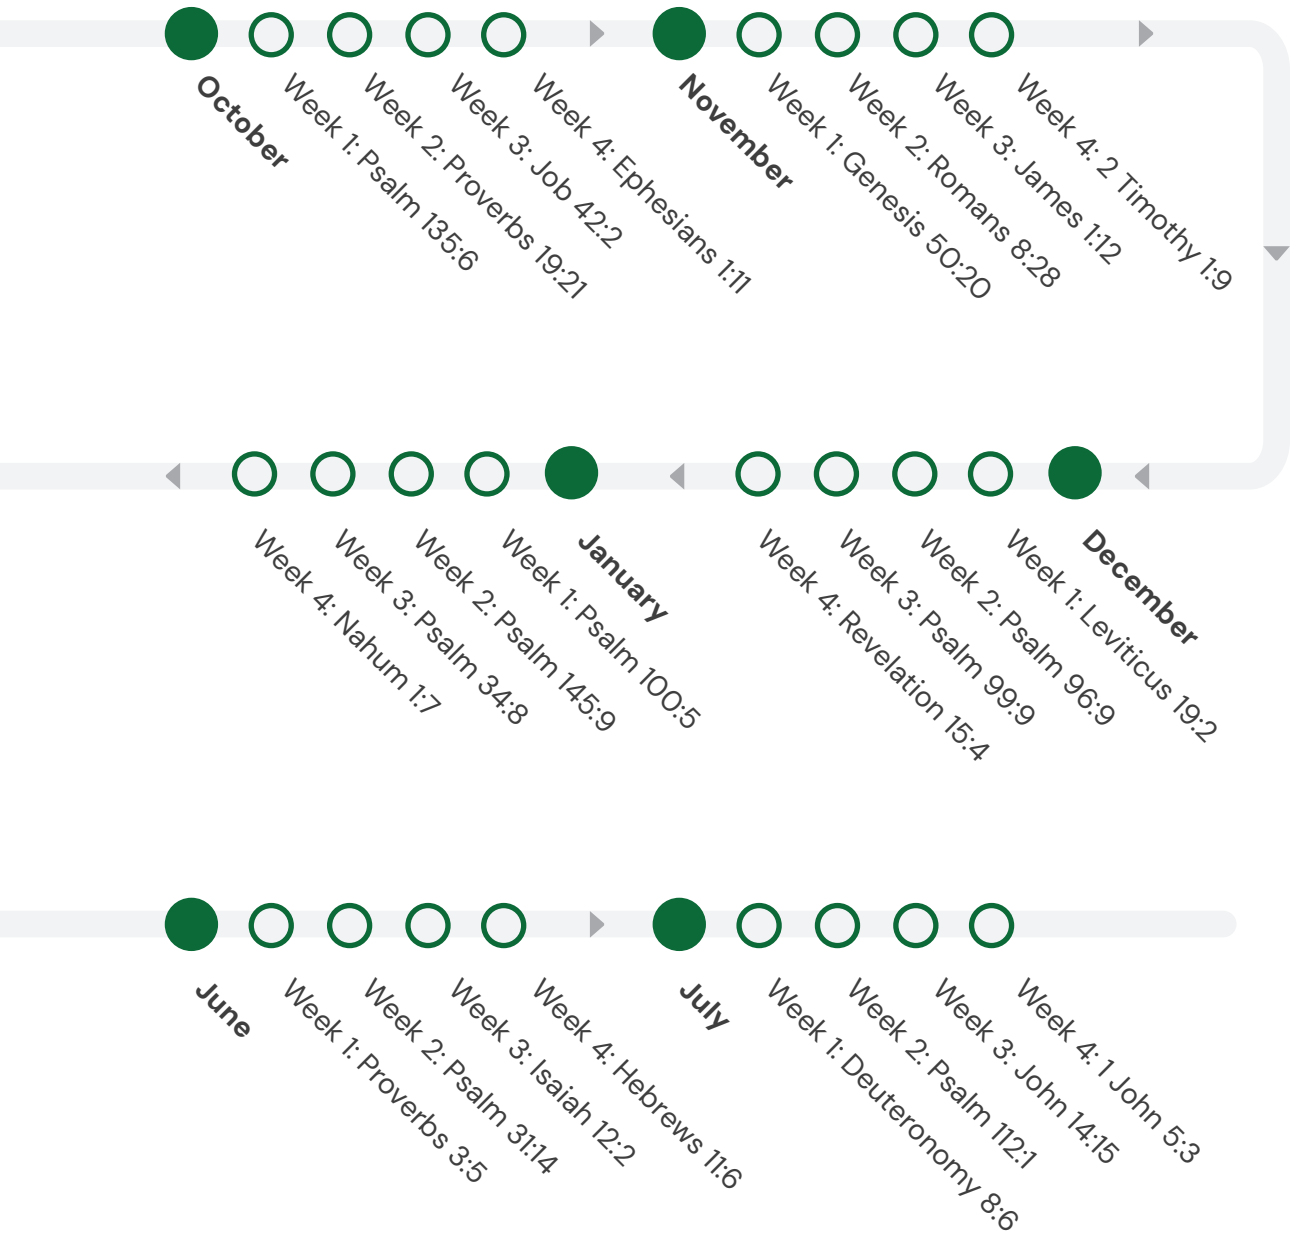 October
Week 1: Psalm 135:6
Week 2: Proverbs 19:21
Week 3: Job 42:2
Week 4: Ephesians 1:11
November
Week 1: Genesis 50:20
Week 2: Romans 8:28
Week 3: James 1:12
Week 4: 2 Timothy 1:9
December
Week 1: Leviticus 19:2
Week 2: Psalm 96:9
Week 3: Psalm 99:9
Week 4: Revelation 15:4
January
Week 1: Psalm 100:5
Week 2: Psalm 145:9
Week 3: Psalm 34:8
Week 4: Nahum 1:7
June
Week 1: Proverbs 3:5
Week 2: Psalm 31:14
Week 3: Isaiah 12:2
Week 4: Hebrews 11:6
July
Week 1: Deuteronomy 8:6
Week 2: Psalm 112:1
Week 3: John 14:15
Week 4: 1 John 5:3